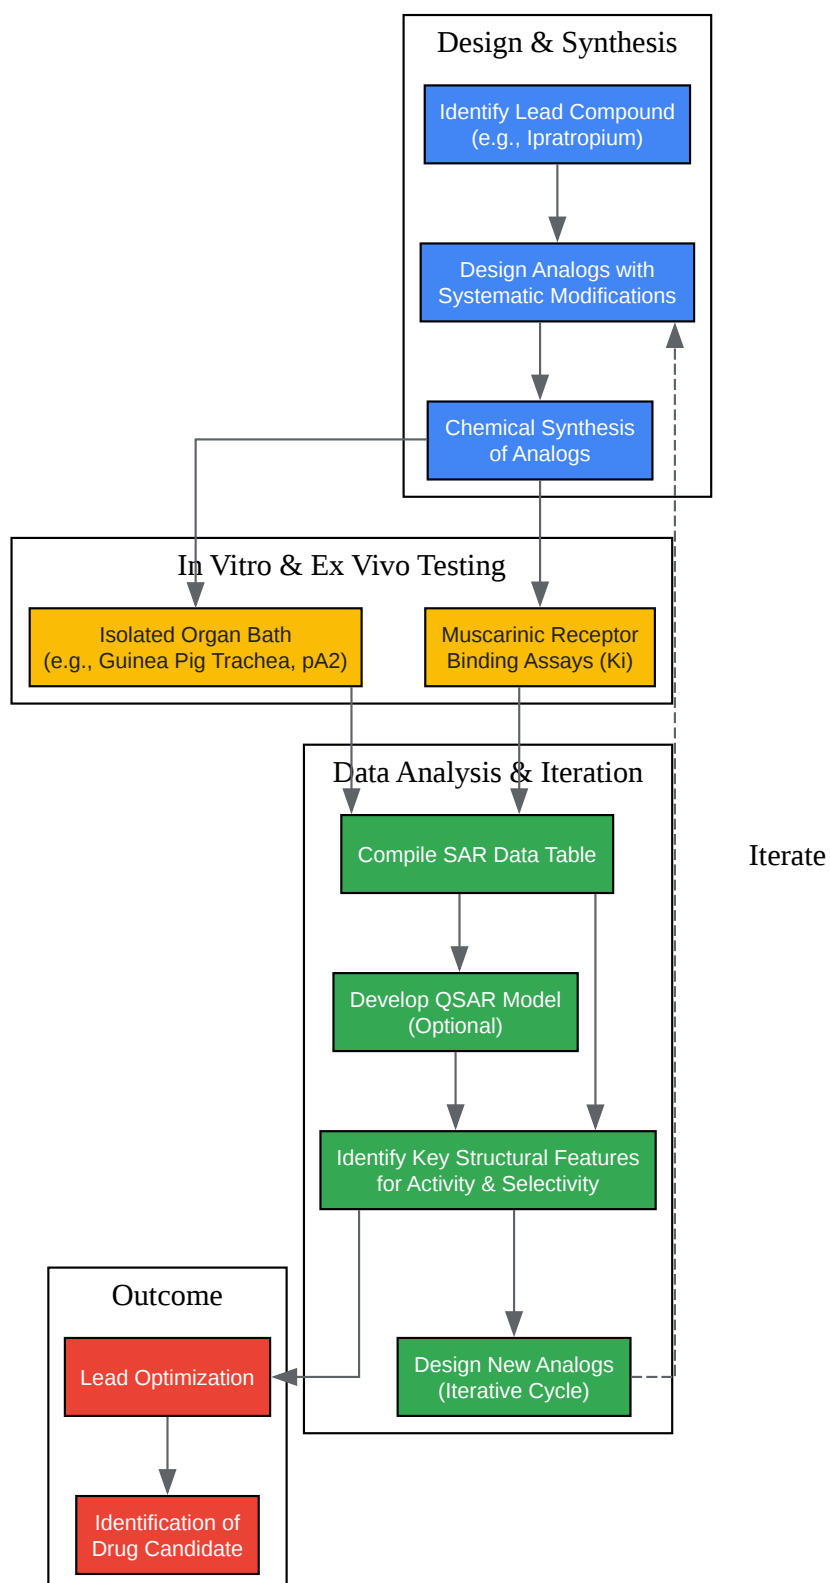 Design & Synthesis
Identify Lead Compound
(e.g., Ipratropium)
Design Analogs with
Systematic Modifications
Chemical Synthesis
of Analogs
In Vitro & Ex Vivo Testing
Isolated Organ Bath
(e.g., Guinea Pig Trachea, pA2)
Muscarinic Receptor
Binding Assays (Ki)
Data Analysis & Iteration
Compile SAR Data Table
Iterate
Develop QSAR Model
(Optional)
Identify Key Structural Features
for Activity & Selectivity
Outcome
Lead Optimization
Design New Analogs
(Iterative Cycle)
Identification of
Drug Candidate